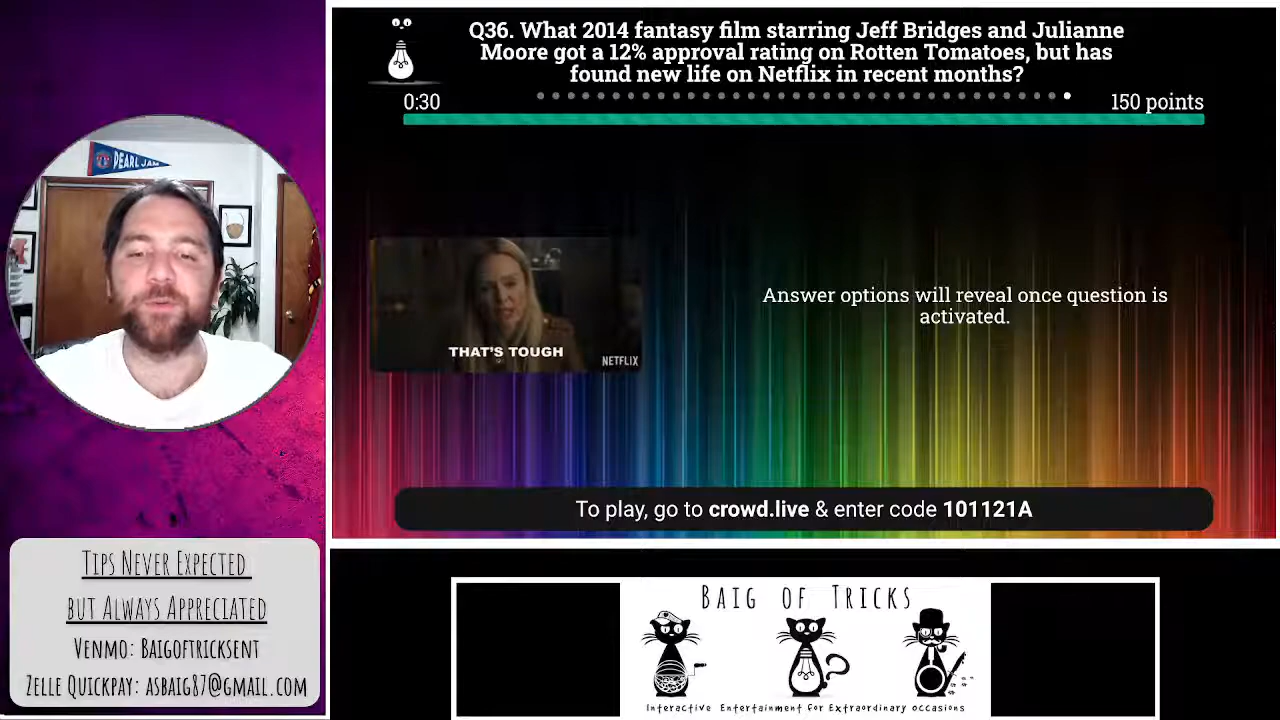 PEARL JAM
Q36. What 2014 fantasy film starring Jeff Bridges and Julianne
Moore got a 12% approval rating on Rotten Tomatoes, but has
found new life on Netflix in recent months?
0:30
150 points
THAT'S TOUGH
NETFLIX
Answer options will reveal once question is
activated.
To play, go to crowd.live & enter code 101121A
Tips Never Expected
but Always Appreciated
Venmo: Baigoftricksent
Zelle Quickpay: asbaig87@gmail.com
Baig of Tricks
Interactive Entertainment for Extraordinary Occasions